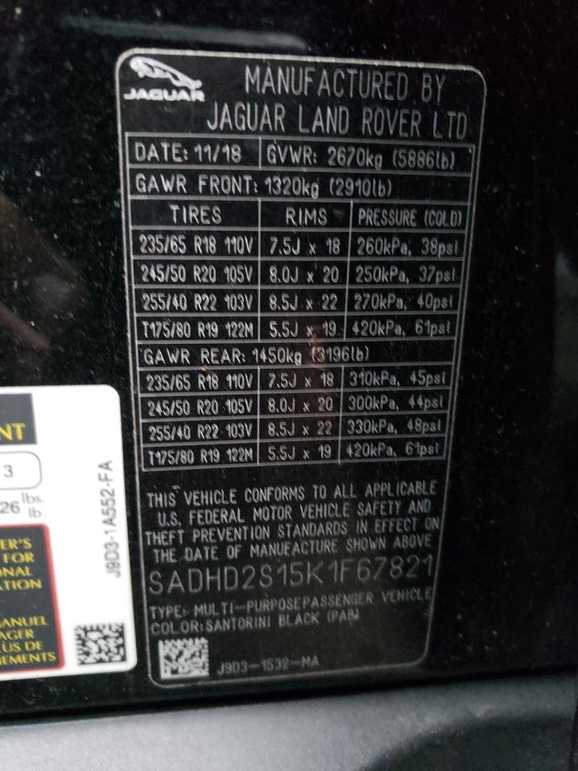 JAGUAR
MANUFACTURED BY
JAGUAR LAND ROVER LTD
DATE: 11/18 GVWR: 2670kg (5886lb)
GAWR FRONT: 1320kg (2910lb)
TIRES RIMS PRESSURE (COLD)
235/65 R18 110V 7.5J x 18 260kPa, 38psi
245/50 R20 105V 8.0J x 20 250kPa, 37psi
255/40 R22 103V 8.5J x 22 270kPa, 40psi
T175/80 R19 122M 5.5J x 19 420kPa, 61psi
GAWR REAR: 1450kg (3196lb)
235/65 R18 110V 7.5J x 18 310kPa, 45psi
245/50 R20 105V 8.0J x 20 300kPa, 44psi
255/40 R22 103V 8.5J x 22 330kPa, 48psi
T175/80 R19 122M 5.5J x 19 420kPa, 61psi
THIS VEHICLE CONFORMS TO ALL APPLICABLE
U.S. FEDERAL MOTOR VEHICLE SAFETY AND
THEFT PREVENTION STANDARDS IN EFFECT ON
THE DATE OF MANUFACTURE SHOWN ABOVE
SADHD2S15K1F67821
TYPE: MULTI-PURPOSEPASSENGER VEHICLE
COLOR:SANTORINI BLACK (PAB)
J9D3-1532-MA
NT
3
26 lbs.
lb
ER'S
FOR
ONAL
ATION
MANUEL
AGER
US DE
EMENTS
J9D3-1A552-FA